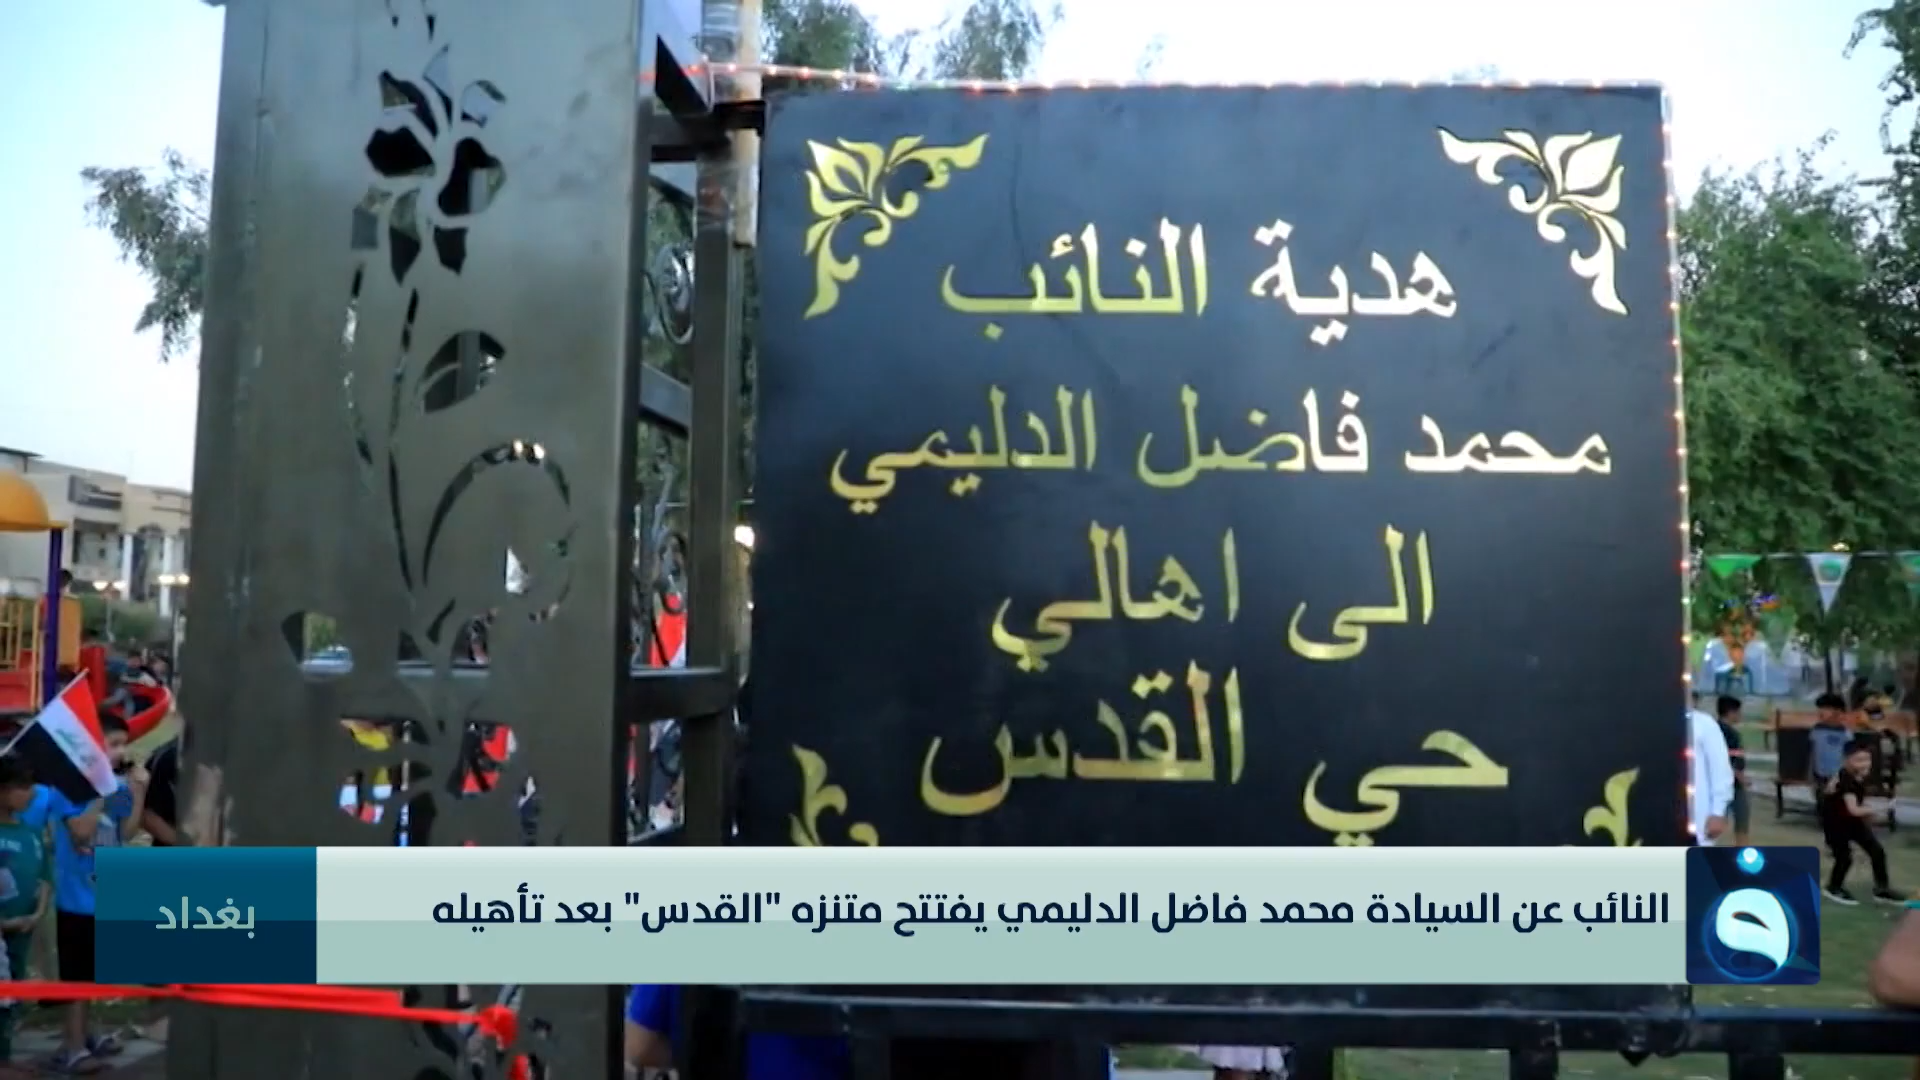 هدية النائب
محمد فاضل الدليمي
الى اهالي
حي القدس
النائب عن السيادة محمد فاضل الدليمي يفتتح متنزه "القدس" بعد تأهيله
بغداد